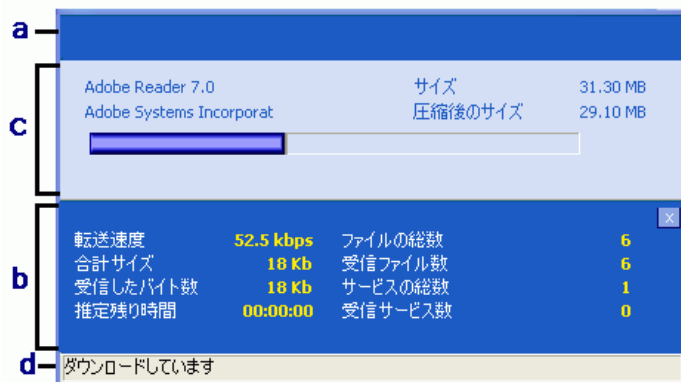 a
c
Adobe Reader 7.0 サイズ 31.30 MB
Adobe Systems Incorporat 圧縮後のサイズ 29.10 MB
b
X
転送速度 52.5 kbps ファイルの総数 6
合計サイズ 18 Kb 受信ファイル数 6
受信したバイト数 18 Kb サービスの総数 1
推定残り時間 00:00:00 受信サービス数 0
d
ダウンロードしています